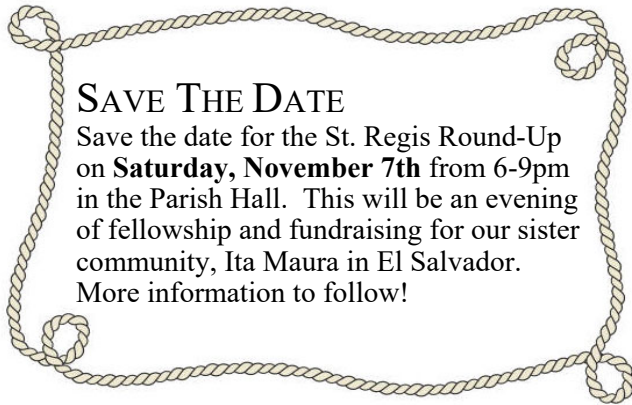 SAVE THE DATE
Save the date for the St. Regis Round-Up
on Saturday, November 7th from 6-9pm
in the Parish Hall.  This will be an evening
of fellowship and fundraising for our sister
community, Ita Maura in El Salvador.
More information to follow!